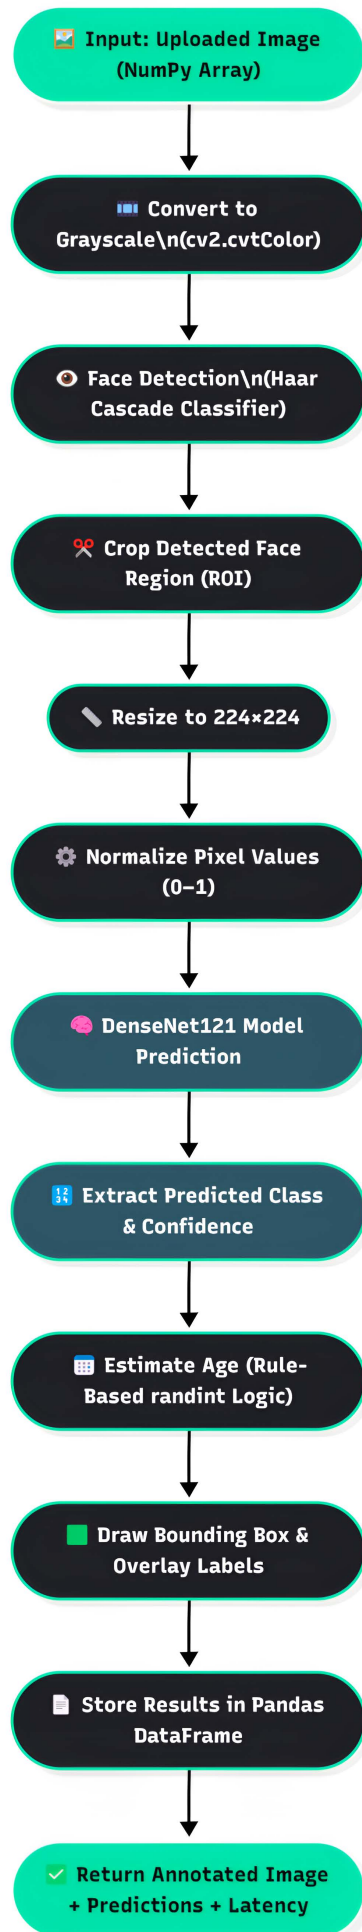 🖼️ Input: Uploaded Image
(NumPy Array)
🎞️ Convert to
Grayscale\n(cv2.cvtColor)
👁️ Face Detection\n(Haar
Cascade Classifier)
✂️ Crop Detected Face
Region (ROI)
📏 Resize to 224×224
⚙️ Normalize Pixel Values
(0–1)
🧠 DenseNet121 Model
Prediction
🔢 Extract Predicted Class
& Confidence
📅 Estimate Age (Rule-
Based randint Logic)
🟩 Draw Bounding Box &
Overlay Labels
📄 Store Results in Pandas
DataFrame
✅ Return Annotated Image
+ Predictions + Latency